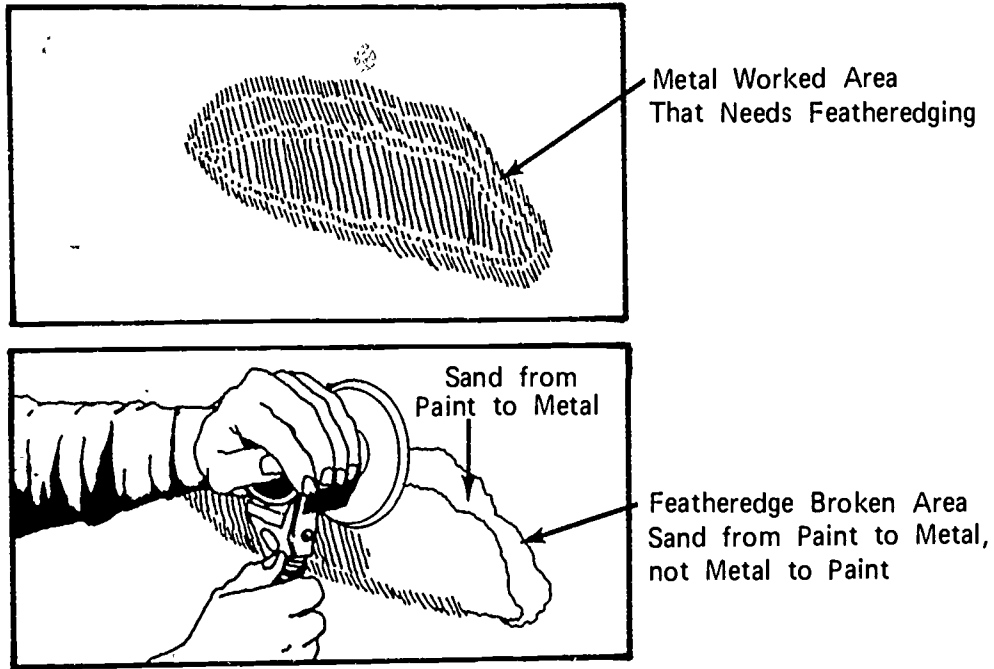 Metal Worked Area
That Needs Featheredging
Sand from
Paint to Metal
Featheredge Broken Area
Sand from Paint to Metal,
not Metal to Paint